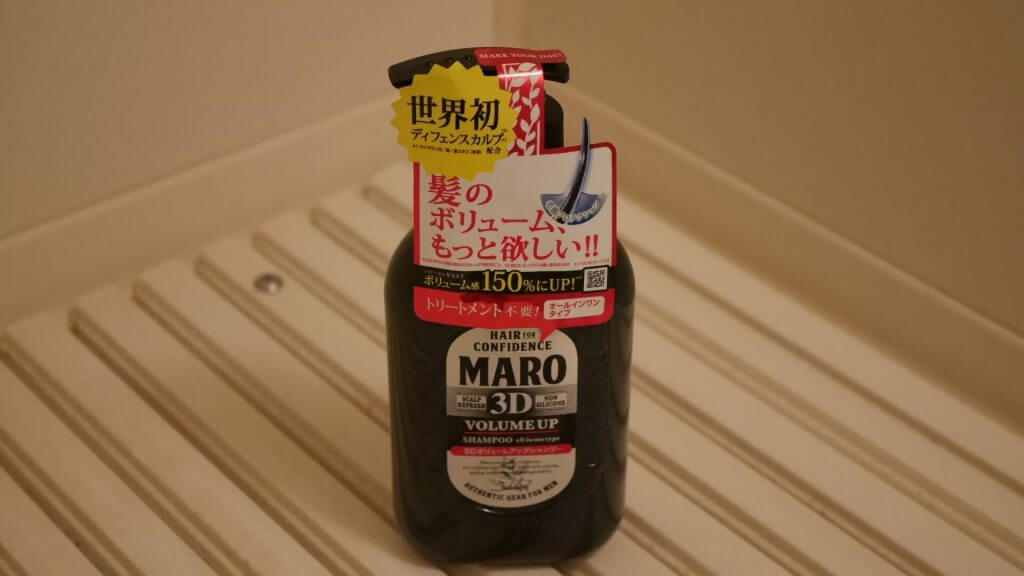 MAKE YOUR DAY!
世界初
ディフェンスカルプ
配合
髪の
ボリューム、
もっと欲しい!!
ボリューム感 150%にUP!
トリートメント不要!
オールインワン
タイプ
HAIR FOR
CONFIDENCE
MARO
SCALP
REFRESH
3D
NON
SILICONE
VOLUME UP
SHAMPOO all in one type
3Dボリュームアップシャンプー
AUTHENTIC GEAR FOR MEN